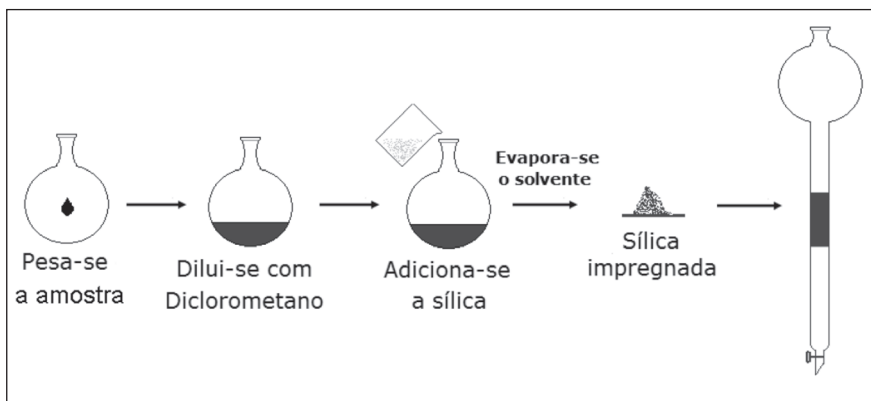 Pesa-se
a amostra
Dilui-se com
Diclorometano
Adiciona-se
a sílica
Evapora-se
o solvente
Sílica
impregnada